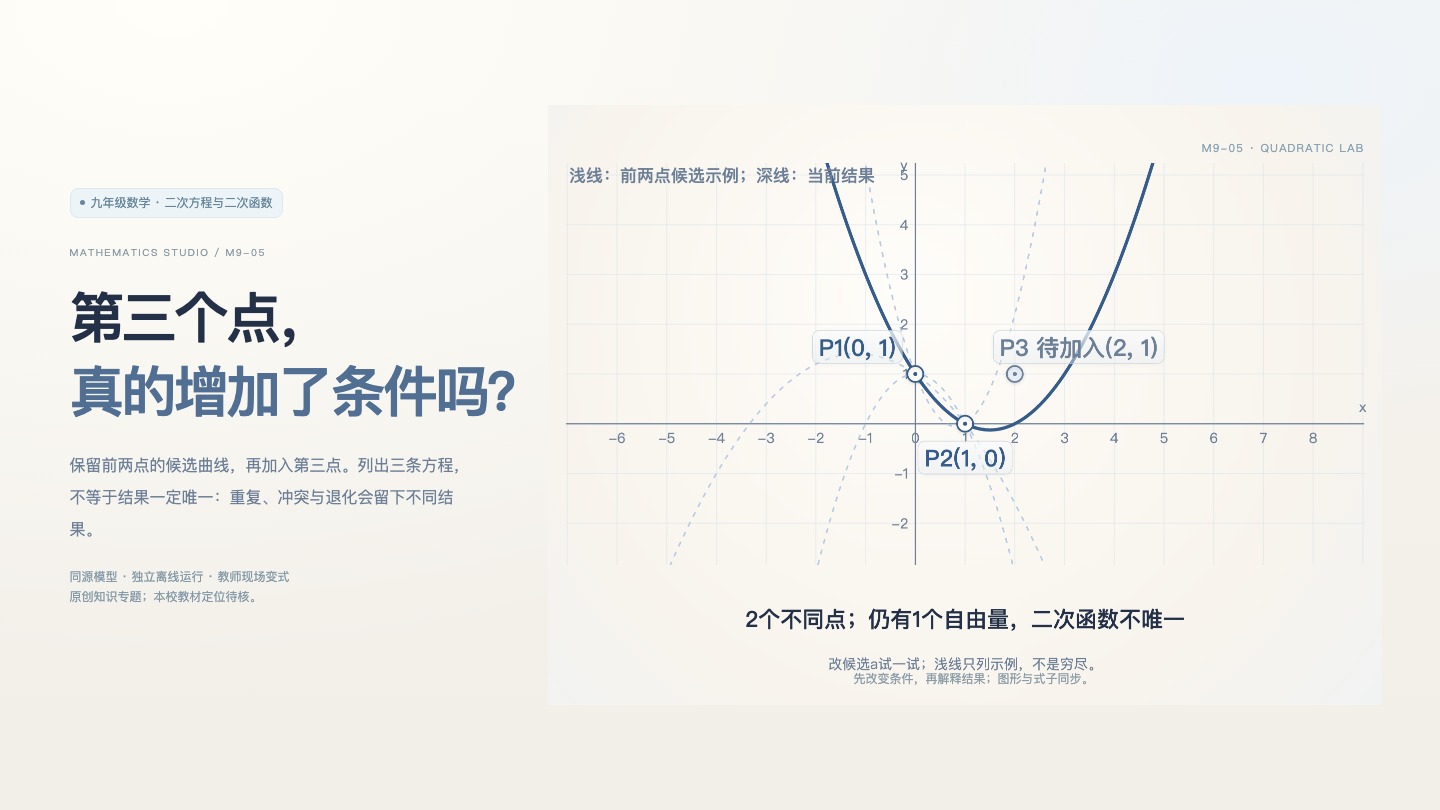 九年级数学 · 二次方程与二次函数
MATHEMATICS STUDIO / M9-05
第三个点，
真的增加了条件吗?
保留前两点的候选曲线，再加入第三点。列出三条方程，
不等于结果一定唯一：重复、冲突与退化会留下不同结
果。
同源模型 · 独立离线运行 · 教师现场变式
原创知识专题；本校教材定位待核。
M9-05 · QUADRATIC LAB
浅线：前两点候选示例；深线：当前结果
y
5
4
3
2
P1(0, 1)
P3 待加入(2, 1)
1
x
-6 -5 -4 -3 -2 -1 0 1 2 3 4 5 6 7 8
P2(1, 0)
-1
-2
2个不同点；仍有1个自由量，二次函数不唯一
改候选a试一试；浅线只列示例，不是穷尽。
先改变条件，再解释结果；图形与式子同步。